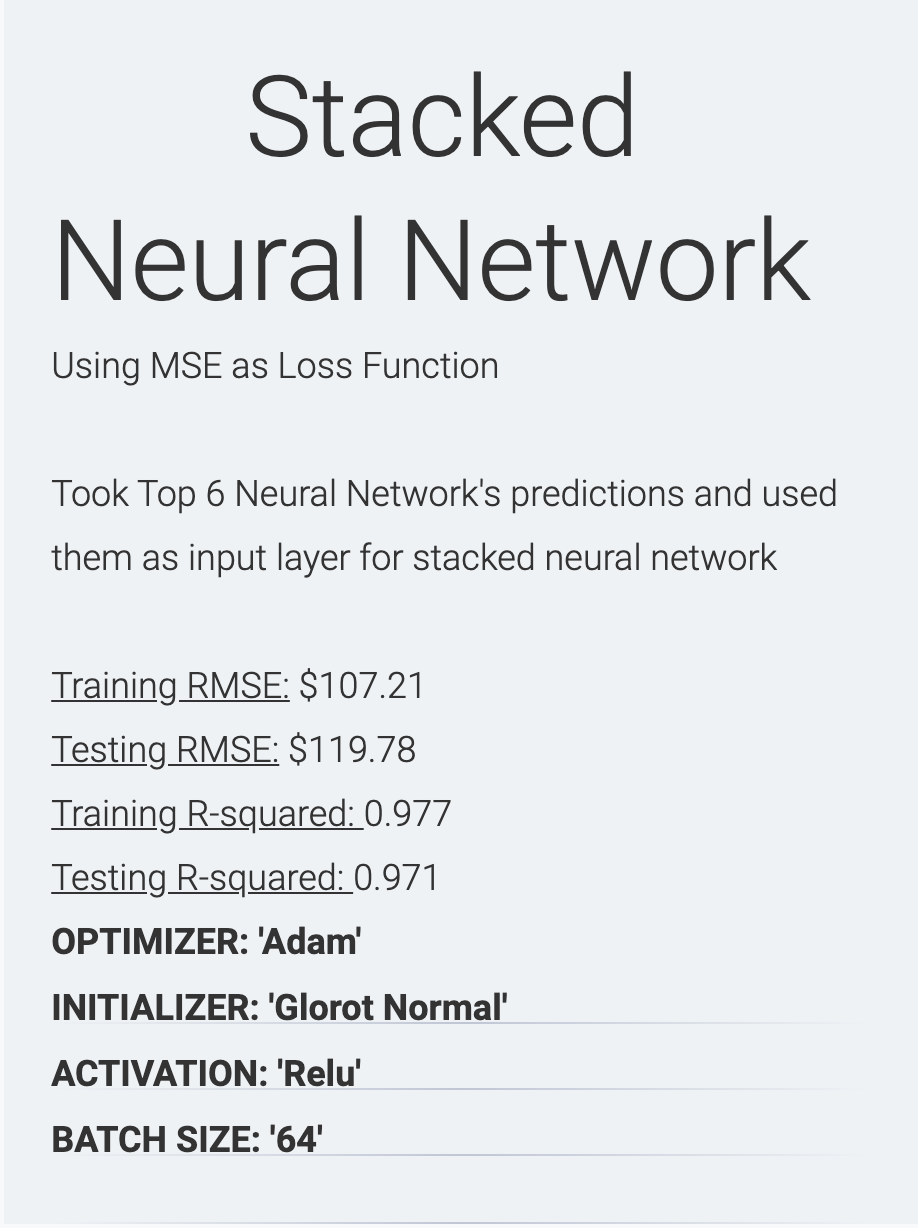 Stacked
Neural Network
Using MSE as Loss Function
Took Top 6 Neural Network's predictions and used
them as input layer for stacked neural network
Training RMSE: $107.21
Testing RMSE: $119.78
Training R-squared: 0.977
Testing R-squared: 0.971
OPTIMIZER: 'Adam'
INITIALIZER: 'Glorot Normal'
ACTIVATION: 'Relu'
BATCH SIZE: '64'